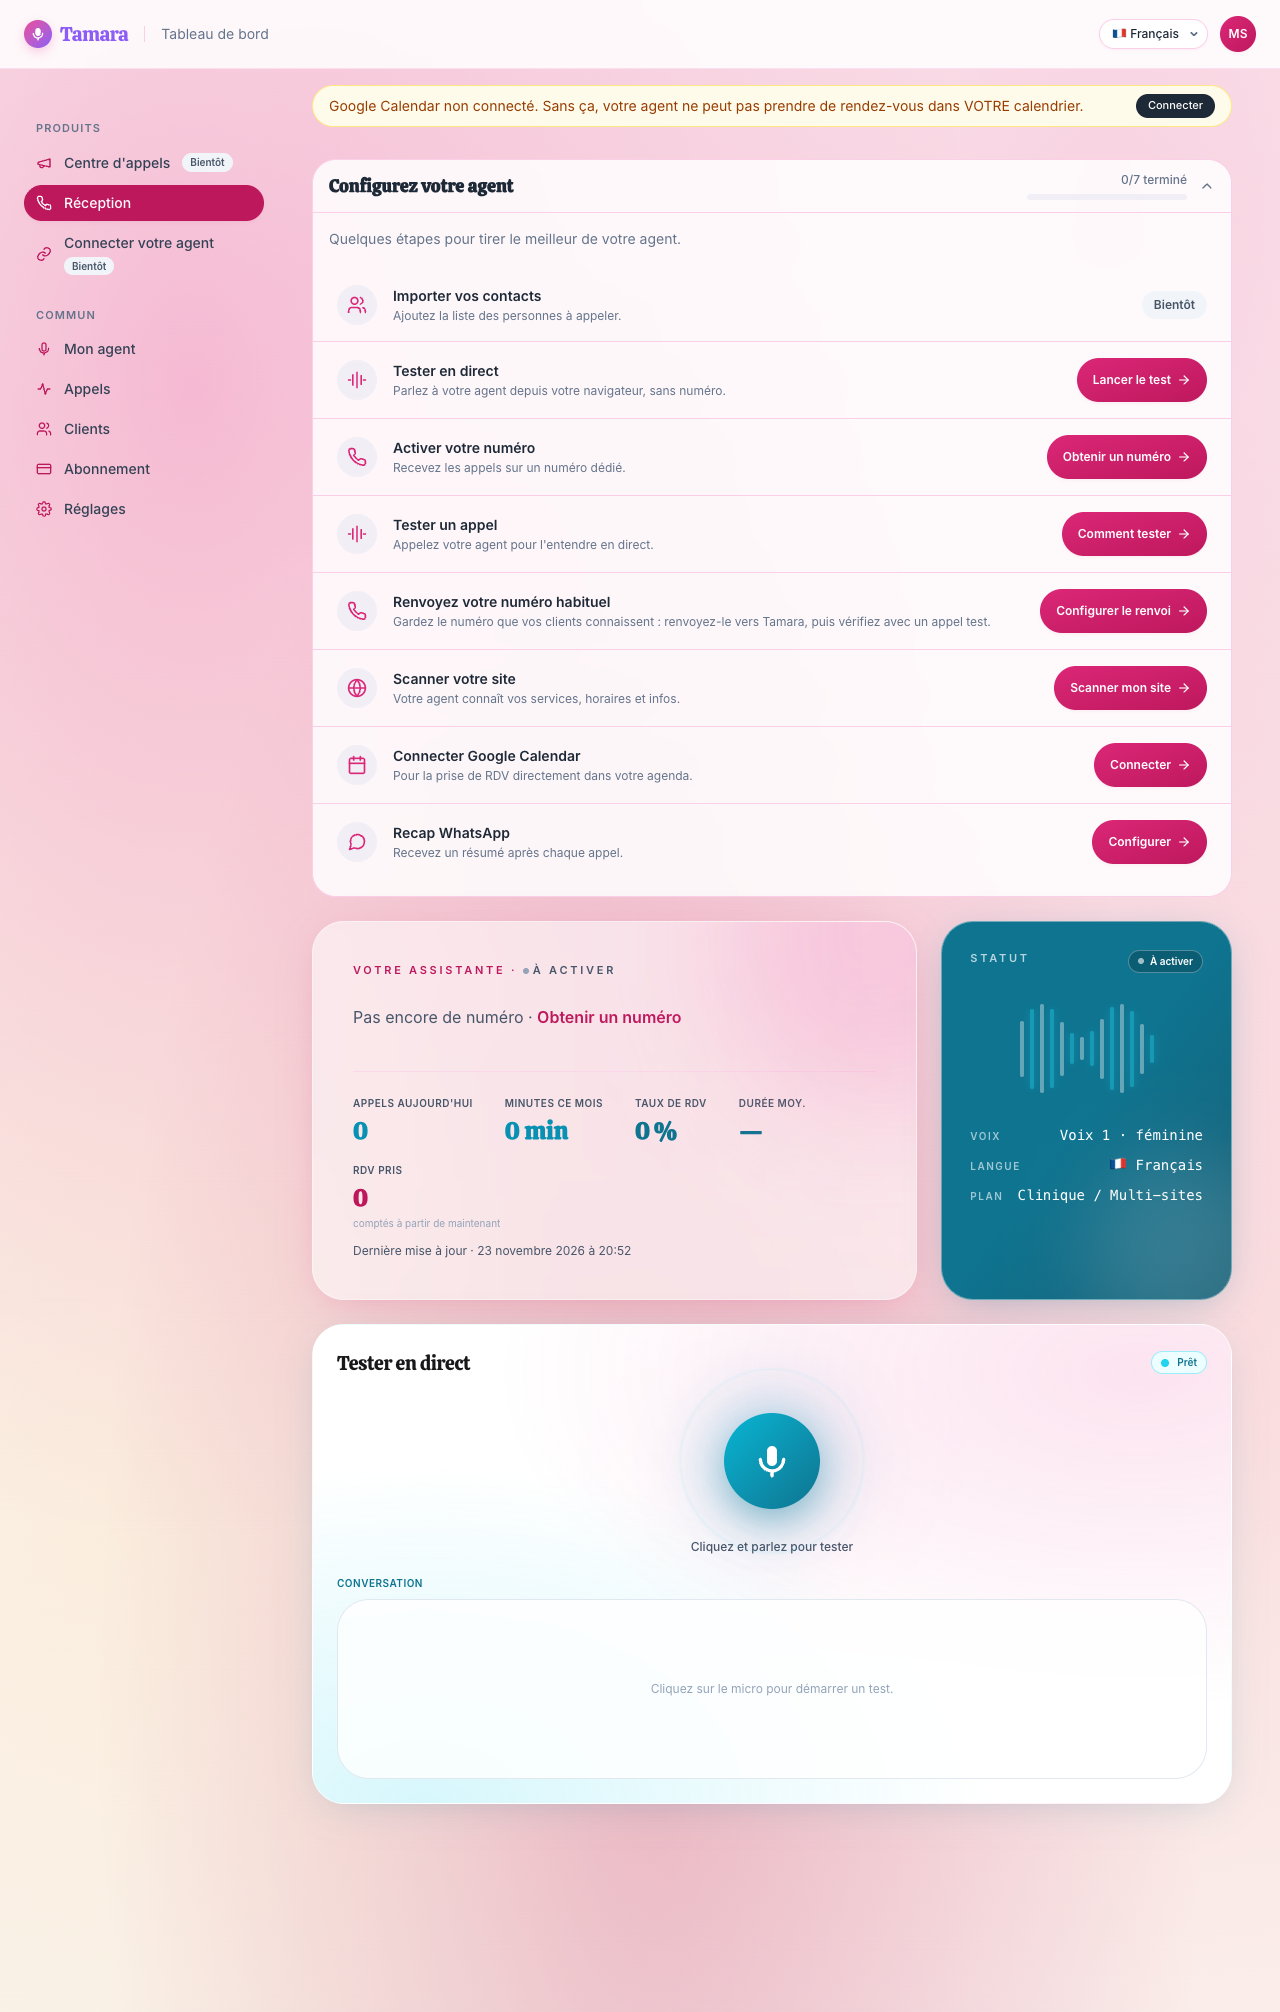 Tamara
Tableau de bord
Français
MS
PRODUITS
Centre d'appels
Bientôt
Réception
Connecter votre agent
Bientôt
COMMUN
Mon agent
Appels
Clients
Abonnement
Réglages
Google Calendar non connecté. Sans ça, votre agent ne peut pas prendre de rendez-vous dans VOTRE calendrier.
Connecter
Configurez votre agent
0/7 terminé
Quelques étapes pour tirer le meilleur de votre agent.
Importer vos contacts
Ajoutez la liste des personnes à appeler.
Bientôt
Tester en direct
Parlez à votre agent depuis votre navigateur, sans numéro.
Lancer le test →
Activer votre numéro
Recevez les appels sur un numéro dédié.
Obtenir un numéro →
Tester un appel
Appelez votre agent pour l'entendre en direct.
Comment tester →
Renvoyez votre numéro habituel
Gardez le numéro que vos clients connaissent : renvoyez-le vers Tamara, puis vérifiez avec un appel test.
Configurer le renvoi →
Scanner votre site
Votre agent connaît vos services, horaires et infos.
Scanner mon site →
Connecter Google Calendar
Pour la prise de RDV directement dans votre agenda.
Connecter →
Recap WhatsApp
Recevez un résumé après chaque appel.
Configurer →
VOTRE ASSISTANTE · À ACTIVER
Pas encore de numéro · Obtenir un numéro
APPELS AUJOURD'HUI
0
MINUTES CE MOIS
0 min
TAUX DE RDV
0 %
DURÉE MOY.
—
RDV PRIS
0
comptés à partir de maintenant
Dernière mise à jour · 23 novembre 2026 à 20:52
STATUT
À activer
VOIX
Voix 1 · féminine
LANGUE
Français
PLAN
Clinique / Multi-sites
Tester en direct
Prêt
Cliquez et parlez pour tester
CONVERSATION
Cliquez sur le micro pour démarrer un test.